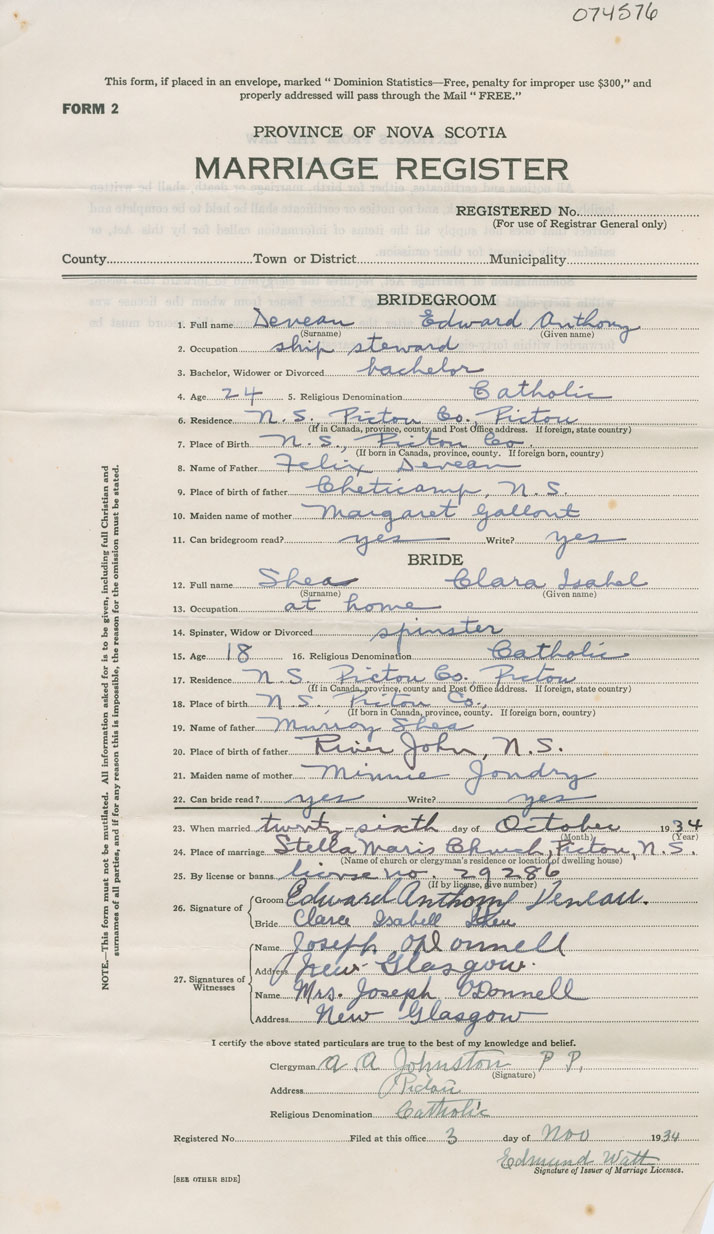 074576
This form, if placed in an envelope, marked " Dominion Statistics—Free, penalty for improper use $300," and
properly addressed will pass through the Mail " FREE."
FORM 2
PROVINCE OF NOVA SCOTIA
MARRIAGE REGISTER
REGISTERED No.
(For use of Registrar General only)
County Town or District Municipality
BRIDEGROOM
1. Full name Deveau Edward Anthony
(Surname) (Given name)
2. Occupation ship steward
3. Bachelor, Widower or Divorced bachelor
4. Age 24 5. Religious Denomination Catholic
6. Residence N. S. Pictou Co. Pictou
(If in Canada, province, county and Post Office address. If foreign, state country)
7. Place of Birth N. S., Pictou Co
(If born in Canada, province, county. If foreign born, country)
8. Name of Father Felix Deveau
9. Place of birth of father Cheticamp, N.S.
10. Maiden name of mother Margaret Gallont
11. Can bridegroom read? yes Write? yes
BRIDE
12. Full name Shea Clara Isabel
(Surname) (Given name)
13. Occupation at home
14. Spinster, Widow or Divorced spinster
15. Age 18 16. Religious Denomination Catholic
17. Residence N. S. Pictou Co., Pictou
(If in Canada, province, county and Post Office address. If foreign, state country)
18. Place of birth N. S. Pictou Co.,
(If born in Canada, province, county. If foreign born, country)
19. Name of father Murray Shea
20. Place of birth of father River John, N.S.
21. Maiden name of mother Minnie Jondry
22. Can bride read? yes Write? yes
23. When married twenty-sixth day of October 1934
(Month) (Year)
24. Place of marriage Stella Maris Church, Pictou, N.S.
(Name of church or clergyman's residence or location of dwelling house)
25. By license or banns license no. 29286
(If by license, give number)
26. Signature of Groom Edward Anthony Deveau.
Bride Clara Isabell Shea
27. Signatures of Witnesses Name Joseph O'Donnell
Address New Glasgow.
Name Mrs. Joseph O'Donnell
Address New Glasgow
I certify the above stated particulars are true to the best of my knowledge and belief.
Clergyman A. A Johnston P P,
(Signature)
Address Pictou
Religious Denomination Catholic
Registered No. Filed at this office 3 day of Nov 1934
Edmund Watt
Signature of Issuer of Marriage Licenses.
[SEE OTHER SIDE]
NOTE.—This form must not be mutilated. All information asked for is to be given, including full Christian and
surnames of all parties, and if for any reason this is impossible, the reason for the omission must be stated.